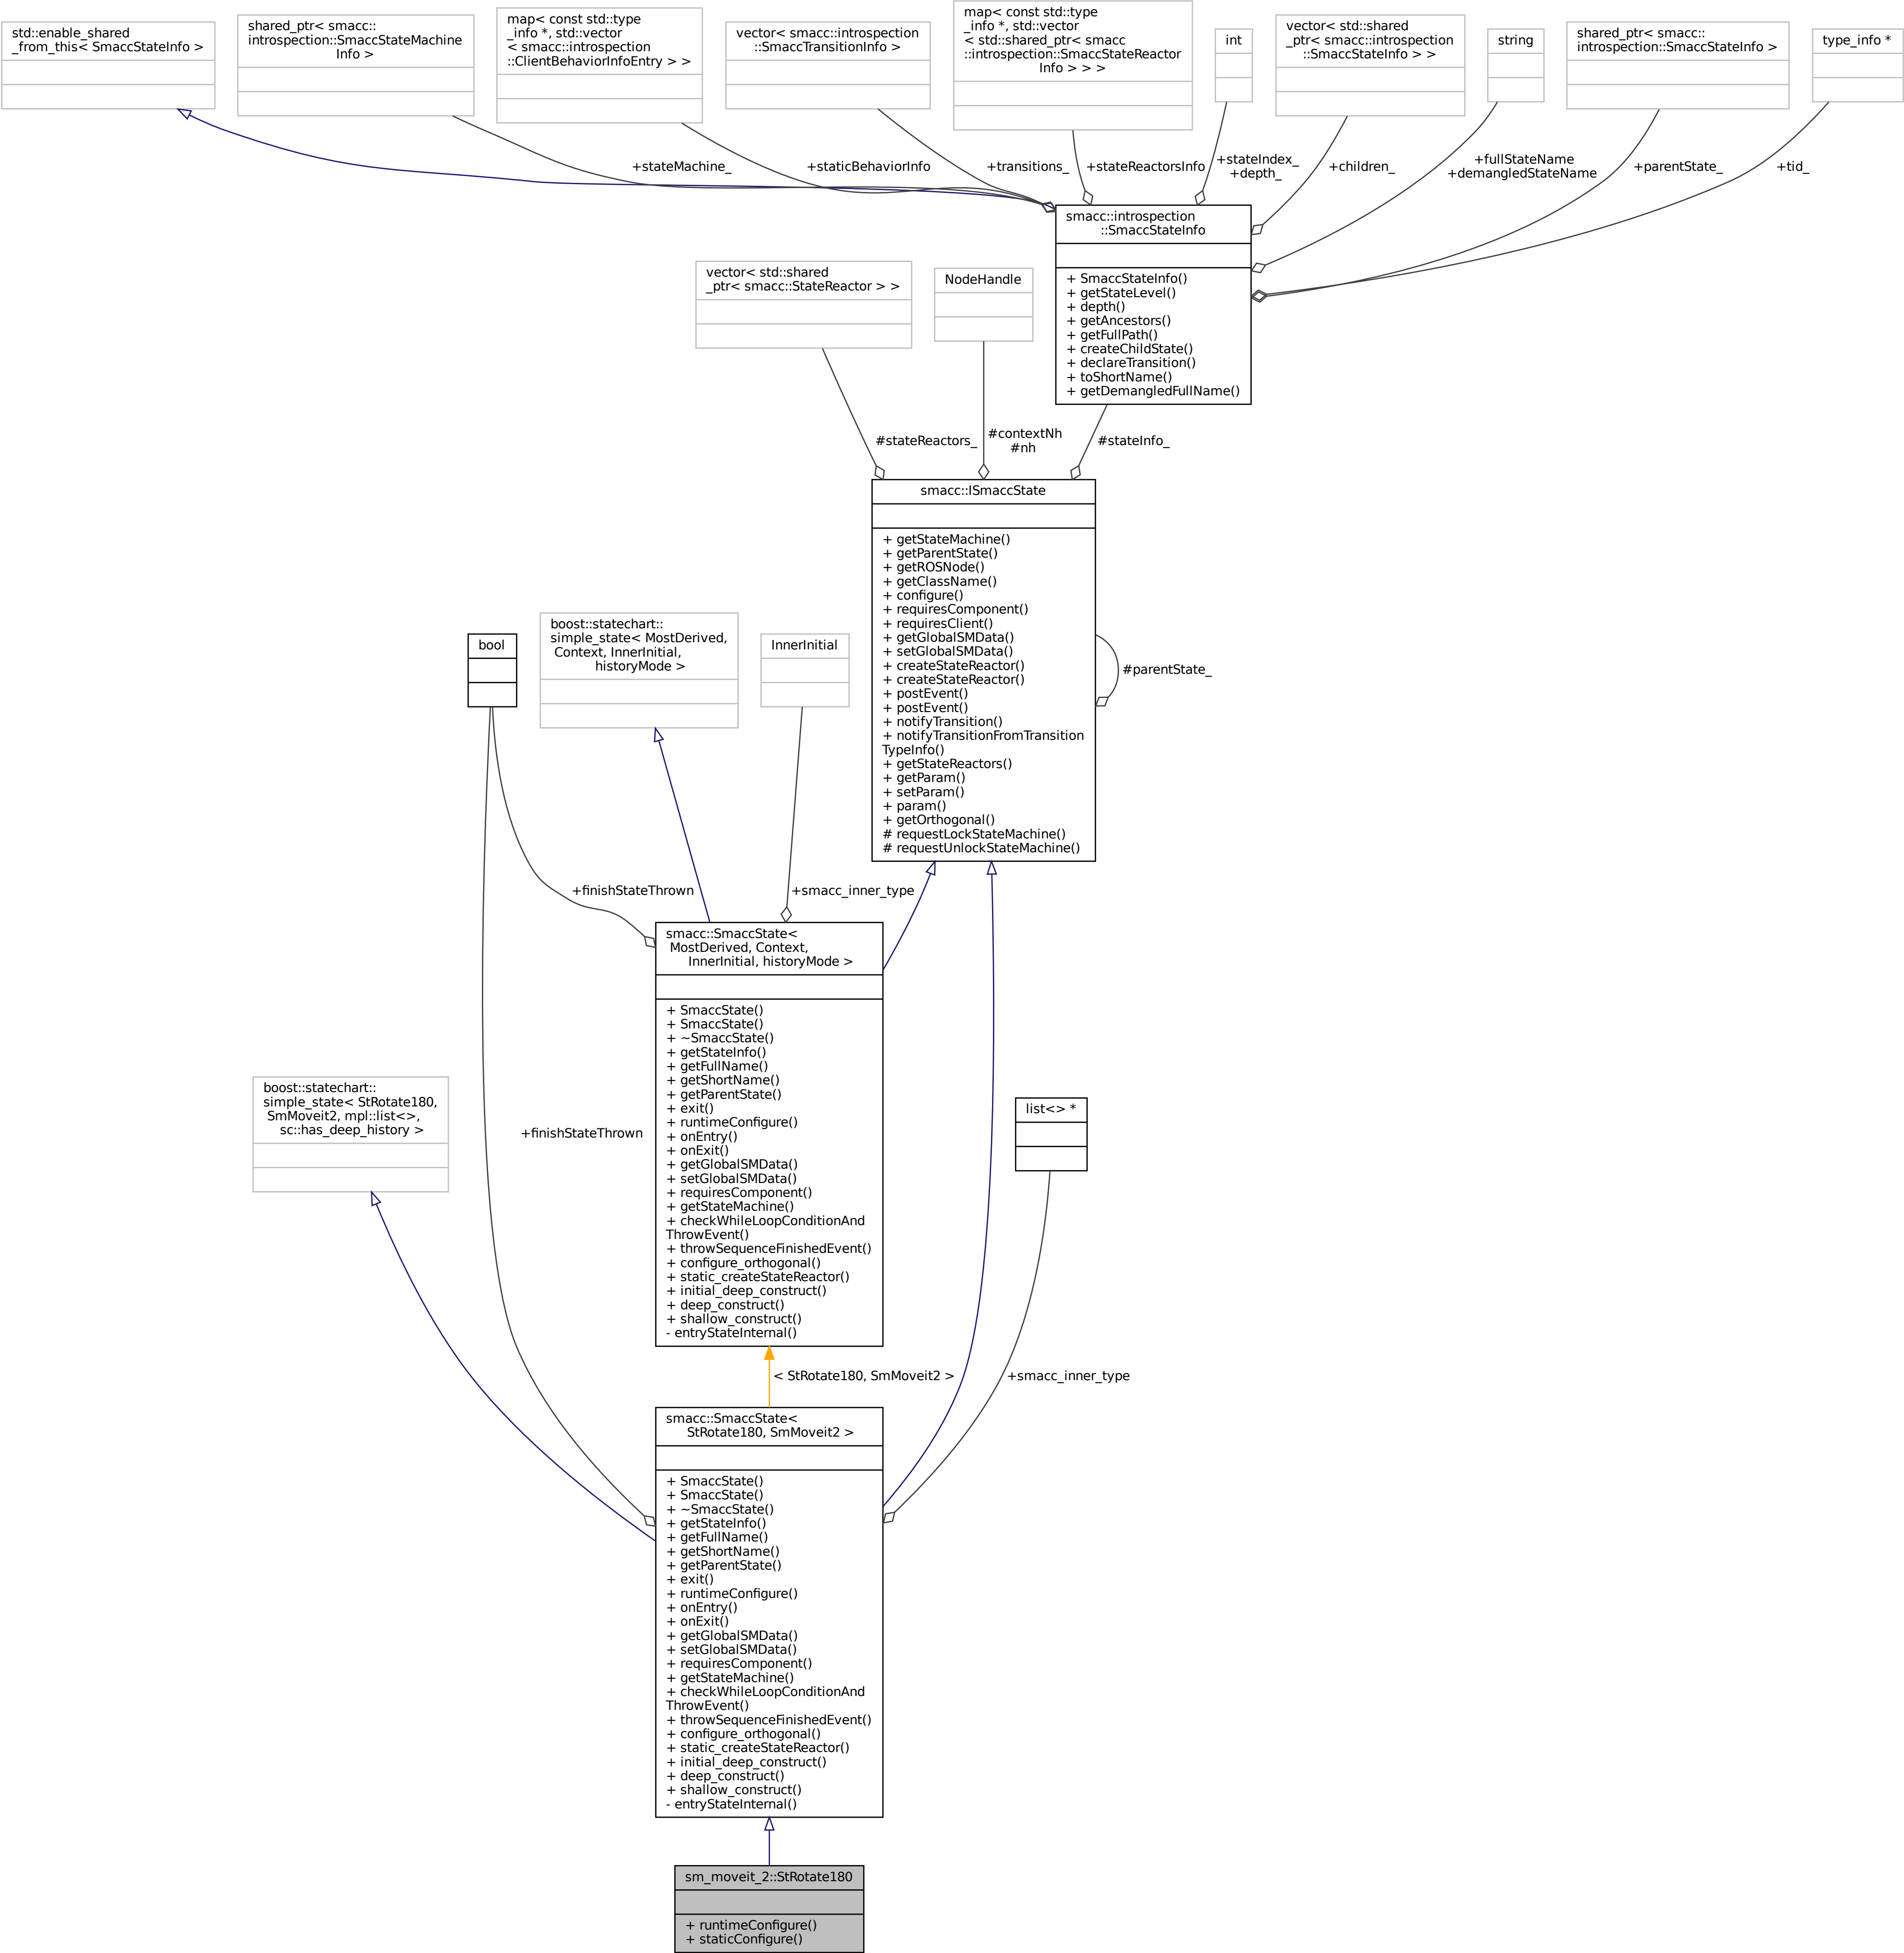 std::enable_shared
_from_this< SmaccStateInfo >
shared_ptr< smacc::
introspection::SmaccStateMachine
Info >
map< const std::type
_info *, std::vector
< smacc::introspection
::ClientBehaviorInfoEntry > >
vector< smacc::introspection
::SmaccTransitionInfo >
map< const std::type
_info *, std::vector
< std::shared_ptr< smacc
::introspection::SmaccStateReactor
Info > > >
int
vector< std::shared
_ptr< smacc::introspection
::SmaccStateInfo > >
string
shared_ptr< smacc::
introspection::SmaccStateInfo >
type_info *
+stateMachine_
+staticBehaviorInfo
+transitions_
+stateReactorsInfo
+stateIndex_
+depth_
+children_
+fullStateName
+demangledStateName
+parentState_
+tid_
smacc::introspection
::SmaccStateInfo
+ SmaccStateInfo()
+ getStateLevel()
+ depth()
+ getAncestors()
+ getFullPath()
+ createChildState()
+ declareTransition()
+ toShortName()
+ getDemangledFullName()
vector< std::shared
_ptr< smacc::StateReactor > >
NodeHandle
#stateReactors_
#contextNh
#nh
#stateInfo_
smacc::ISmaccState
+ getStateMachine()
+ getParentState()
+ getROSNode()
+ getClassName()
+ configure()
+ requiresComponent()
+ requiresClient()
+ getGlobalSMData()
+ setGlobalSMData()
+ createStateReactor()
+ createStateReactor()
+ postEvent()
+ postEvent()
+ notifyTransition()
+ notifyTransitionFromTransition
TypeInfo()
+ getStateReactors()
+ getParam()
+ setParam()
+ param()
+ getOrthogonal()
# requestLockStateMachine()
# requestUnlockStateMachine()
#parentState_
bool
boost::statechart::
simple_state< MostDerived,
Context, InnerInitial,
historyMode >
InnerInitial
+finishStateThrown
+smacc_inner_type
smacc::SmaccState<
MostDerived, Context,
InnerInitial, historyMode >
+ SmaccState()
+ SmaccState()
+ ~SmaccState()
+ getStateInfo()
+ getFullName()
+ getShortName()
+ getParentState()
+ exit()
+ runtimeConfigure()
+ onEntry()
+ onExit()
+ getGlobalSMData()
+ setGlobalSMData()
+ requiresComponent()
+ getStateMachine()
+ checkWhileLoopConditionAnd
ThrowEvent()
+ throwSequenceFinishedEvent()
+ configure_orthogonal()
+ static_createStateReactor()
+ initial_deep_construct()
+ deep_construct()
+ shallow_construct()
- entryStateInternal()
boost::statechart::
simple_state< StRotate180,
SmMoveit2, mpl::list<>,
sc::has_deep_history >
+finishStateThrown
list<> *
< StRotate180, SmMoveit2 >
+smacc_inner_type
smacc::SmaccState<
StRotate180, SmMoveit2 >
+ SmaccState()
+ SmaccState()
+ ~SmaccState()
+ getStateInfo()
+ getFullName()
+ getShortName()
+ getParentState()
+ exit()
+ runtimeConfigure()
+ onEntry()
+ onExit()
+ getGlobalSMData()
+ setGlobalSMData()
+ requiresComponent()
+ getStateMachine()
+ checkWhileLoopConditionAnd
ThrowEvent()
+ throwSequenceFinishedEvent()
+ configure_orthogonal()
+ static_createStateReactor()
+ initial_deep_construct()
+ deep_construct()
+ shallow_construct()
- entryStateInternal()
sm_moveit_2::StRotate180
+ runtimeConfigure()
+ staticConfigure()